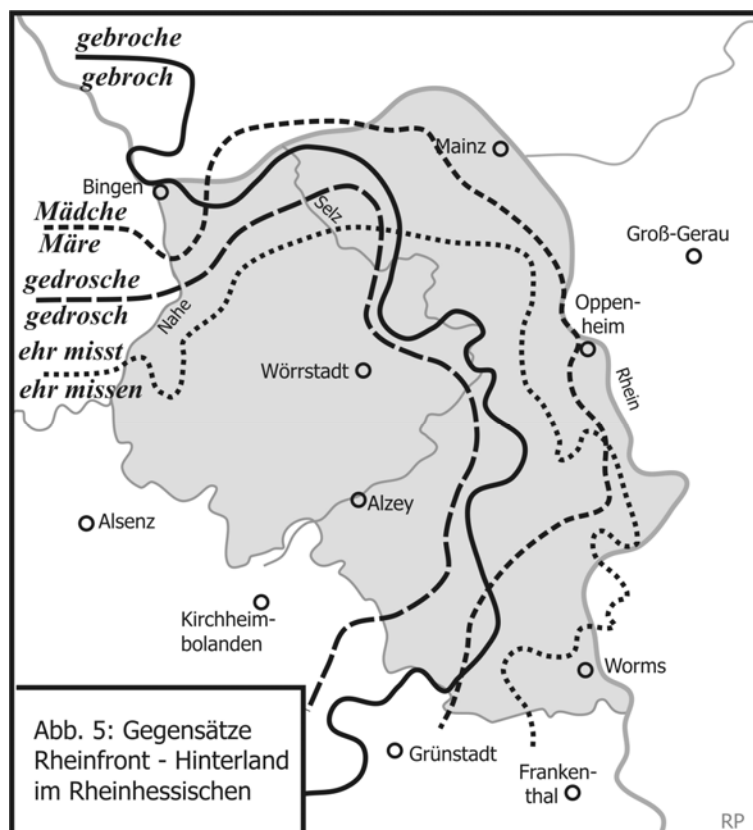 gebroche
gebroch
Mainz
Bingen
Selz
Mädche
Märe
Groß-Gerau
gedrosche
gedrosch
Nahe
Oppen-
heim
ehr misst
ehr missen
Wörrstadt
Rhein
Alzey
Alsenz
Kirchheim-
bolanden
Worms
Abb. 5: Gegensätze
Rheinfront - Hinterland
im Rheinhessischen
Grünstadt
Franken-
thal
RP